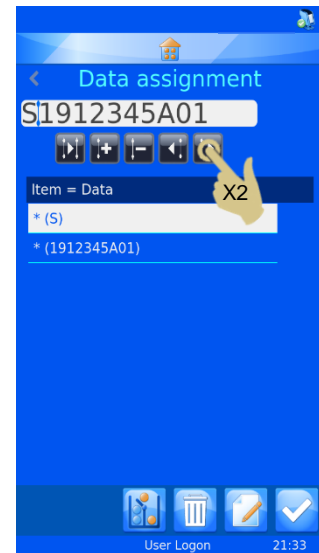 Data assignment
S1912345A01
X2
Item = Data
* (S)
* (1912345A01)
User Logon 21:33